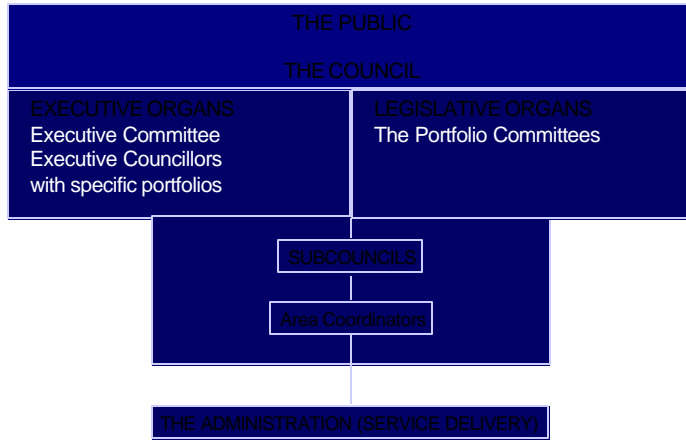 THE PUBLIC
THE COUNCIL
EXECUTIVE ORGANS
Executive Committee
Executive Councillors
with specific portfolios
LEGISLATIVE ORGANS
The Portfolio Committees
SUBCOUNCILS
Area Coordinators
THE ADMINISTRATION (SERVICE DELIVERY)